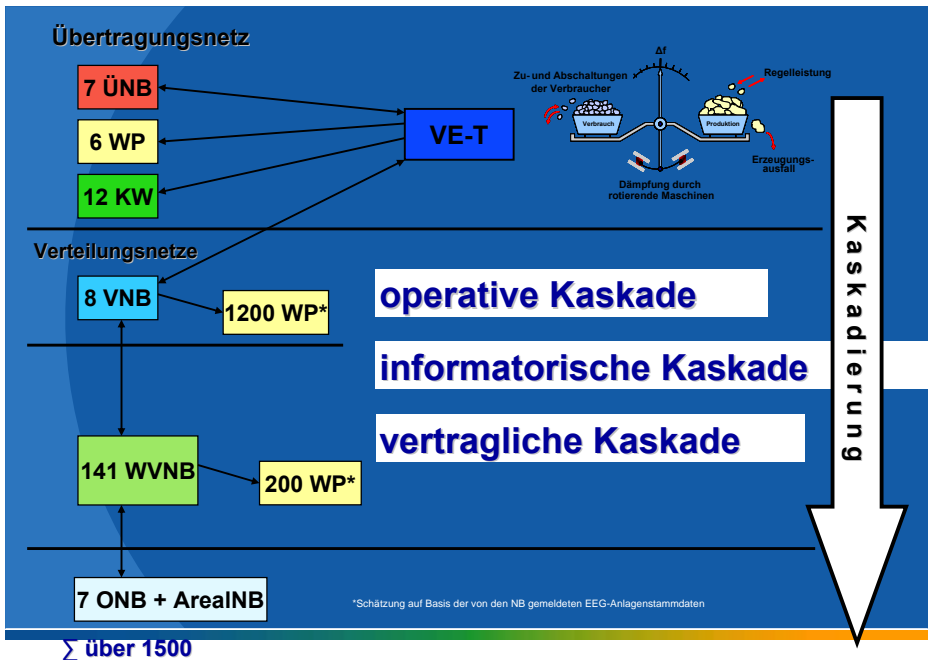 Übertragungsnetz
7 ÜNB
6 WP
12 KW
VE-T
Δf
Zu- und Abschaltungen
der Verbraucher
Regelleistung
Verbrauch
Produktion
Erzeugungs-
ausfall
Dämpfung durch
rotierende Maschinen
Verteilungsnetze
8 VNB
1200 WP*
operative Kaskade
informatorische Kaskade
vertragliche Kaskade
Kaskadierung
141 WVNB
200 WP*
7 ONB + ArealNB
*Schätzung auf Basis der von den NB gemeldeten EEG-Anlagenstammdaten
∑ über 1500